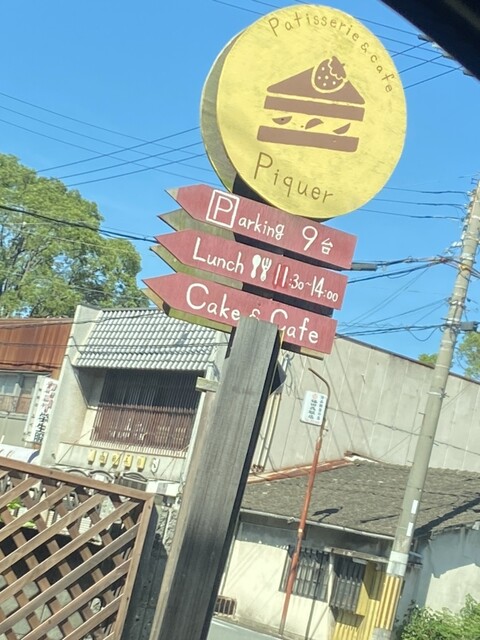 Patisserie & cafe
Piquer
Parking 9台
Lunch 11:30~14:00
Cake & Cafe